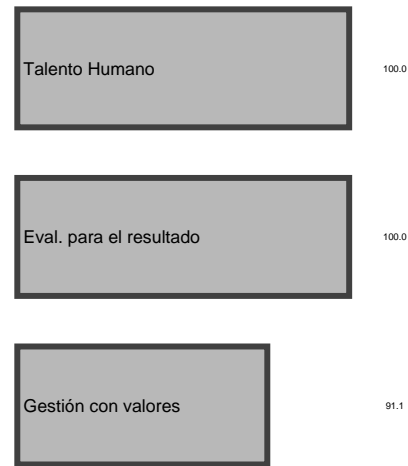 Talento Humano 100.0
Eval. para el resultado 100.0
Gestión con valores 91.1